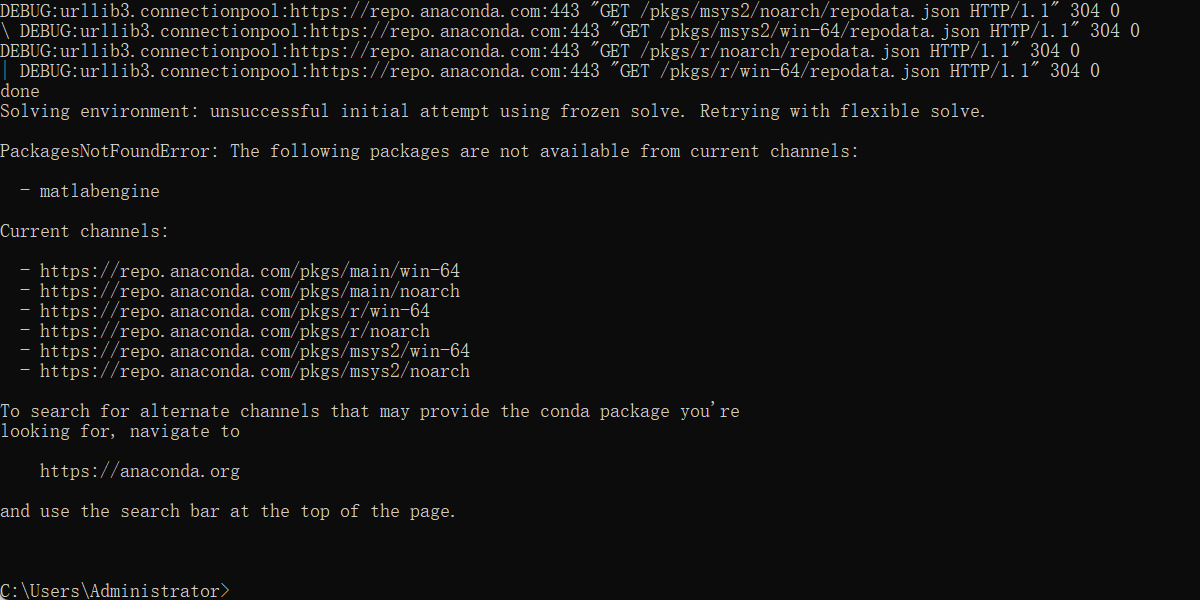 DEBUG:urllib3.connectionpool:https://repo.anaconda.com:443 "GET /pkgs/msys2/noarch/repodata.json HTTP/1.1" 304 0
\ DEBUG:urllib3.connectionpool:https://repo.anaconda.com:443 "GET /pkgs/msys2/win-64/repodata.json HTTP/1.1" 304 0
DEBUG:urllib3.connectionpool:https://repo.anaconda.com:443 "GET /pkgs/r/noarch/repodata.json HTTP/1.1" 304 0
| DEBUG:urllib3.connectionpool:https://repo.anaconda.com:443 "GET /pkgs/r/win-64/repodata.json HTTP/1.1" 304 0
done
Solving environment: unsuccessful initial attempt using frozen solve. Retrying with flexible solve.
PackagesNotFoundError: The following packages are not available from current channels:
- matlabengine
Current channels:
- https://repo.anaconda.com/pkgs/main/win-64
- https://repo.anaconda.com/pkgs/main/noarch
- https://repo.anaconda.com/pkgs/r/win-64
- https://repo.anaconda.com/pkgs/r/noarch
- https://repo.anaconda.com/pkgs/msys2/win-64
- https://repo.anaconda.com/pkgs/msys2/noarch
To search for alternate channels that may provide the conda package you're
looking for, navigate to
https://anaconda.org
and use the search bar at the top of the page.
C:\Users\Administrator>